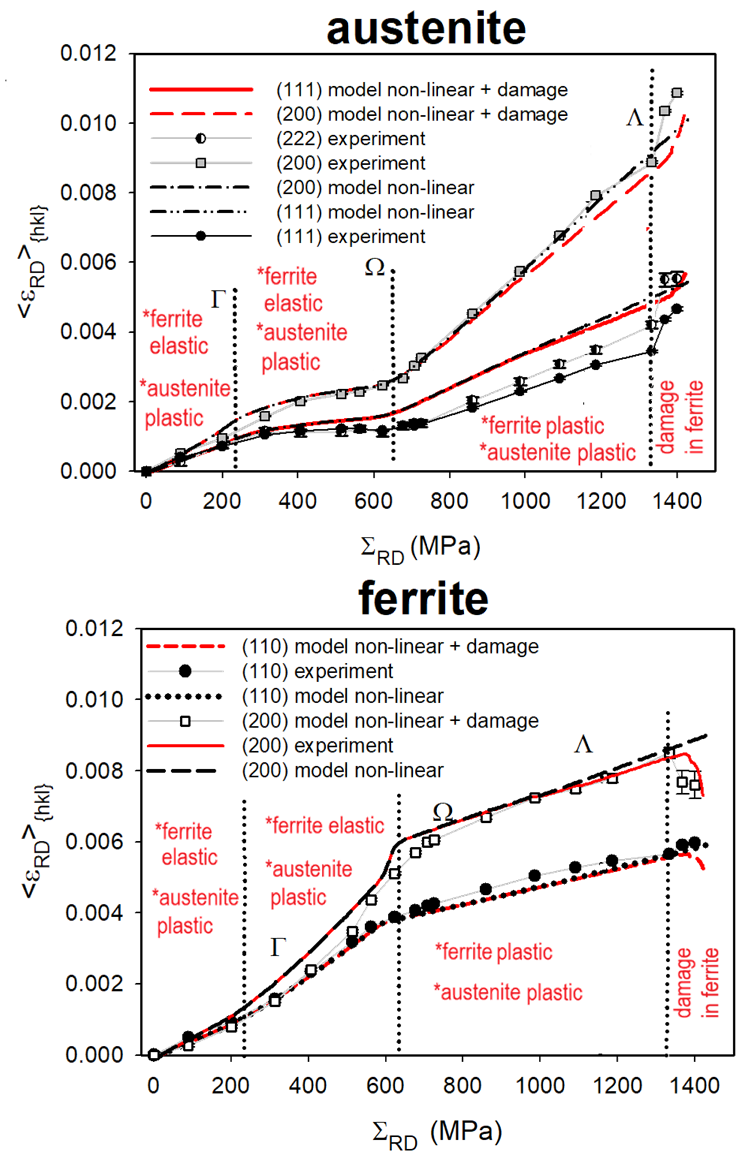 austenite
0.012
0.010
0.008
0.006
0.004
0.002
0.000
<εRD>{hkl}
(111) model non-linear + damage
(200) model non-linear + damage
(222) experiment
(200) experiment
(200) model non-linear
(111) model non-linear
(111) experiment
Γ
Ω
Λ
*ferrite
elastic
*austenite
plastic
*ferrite
elastic
*austenite
plastic
*ferrite plastic
*austenite plastic
damage
in ferrite
0 200 400 600 800 1000 1200 1400
ΣRD (MPa)
ferrite
0.012
0.010
0.008
0.006
0.004
0.002
0.000
<εRD>{hkl}
(110) model non-linear + damage
(110) experiment
(110) model non-linear
(200) model non-linear + damage
(200) experiment
(200) model non-linear
Λ
Ω
Γ
*ferrite
elastic
*austenite
plastic
*ferrite elastic
*austenite
plastic
*ferrite plastic
*austenite plastic
damage
in ferrite
0 200 400 600 800 1000 1200 1400
ΣRD (MPa)